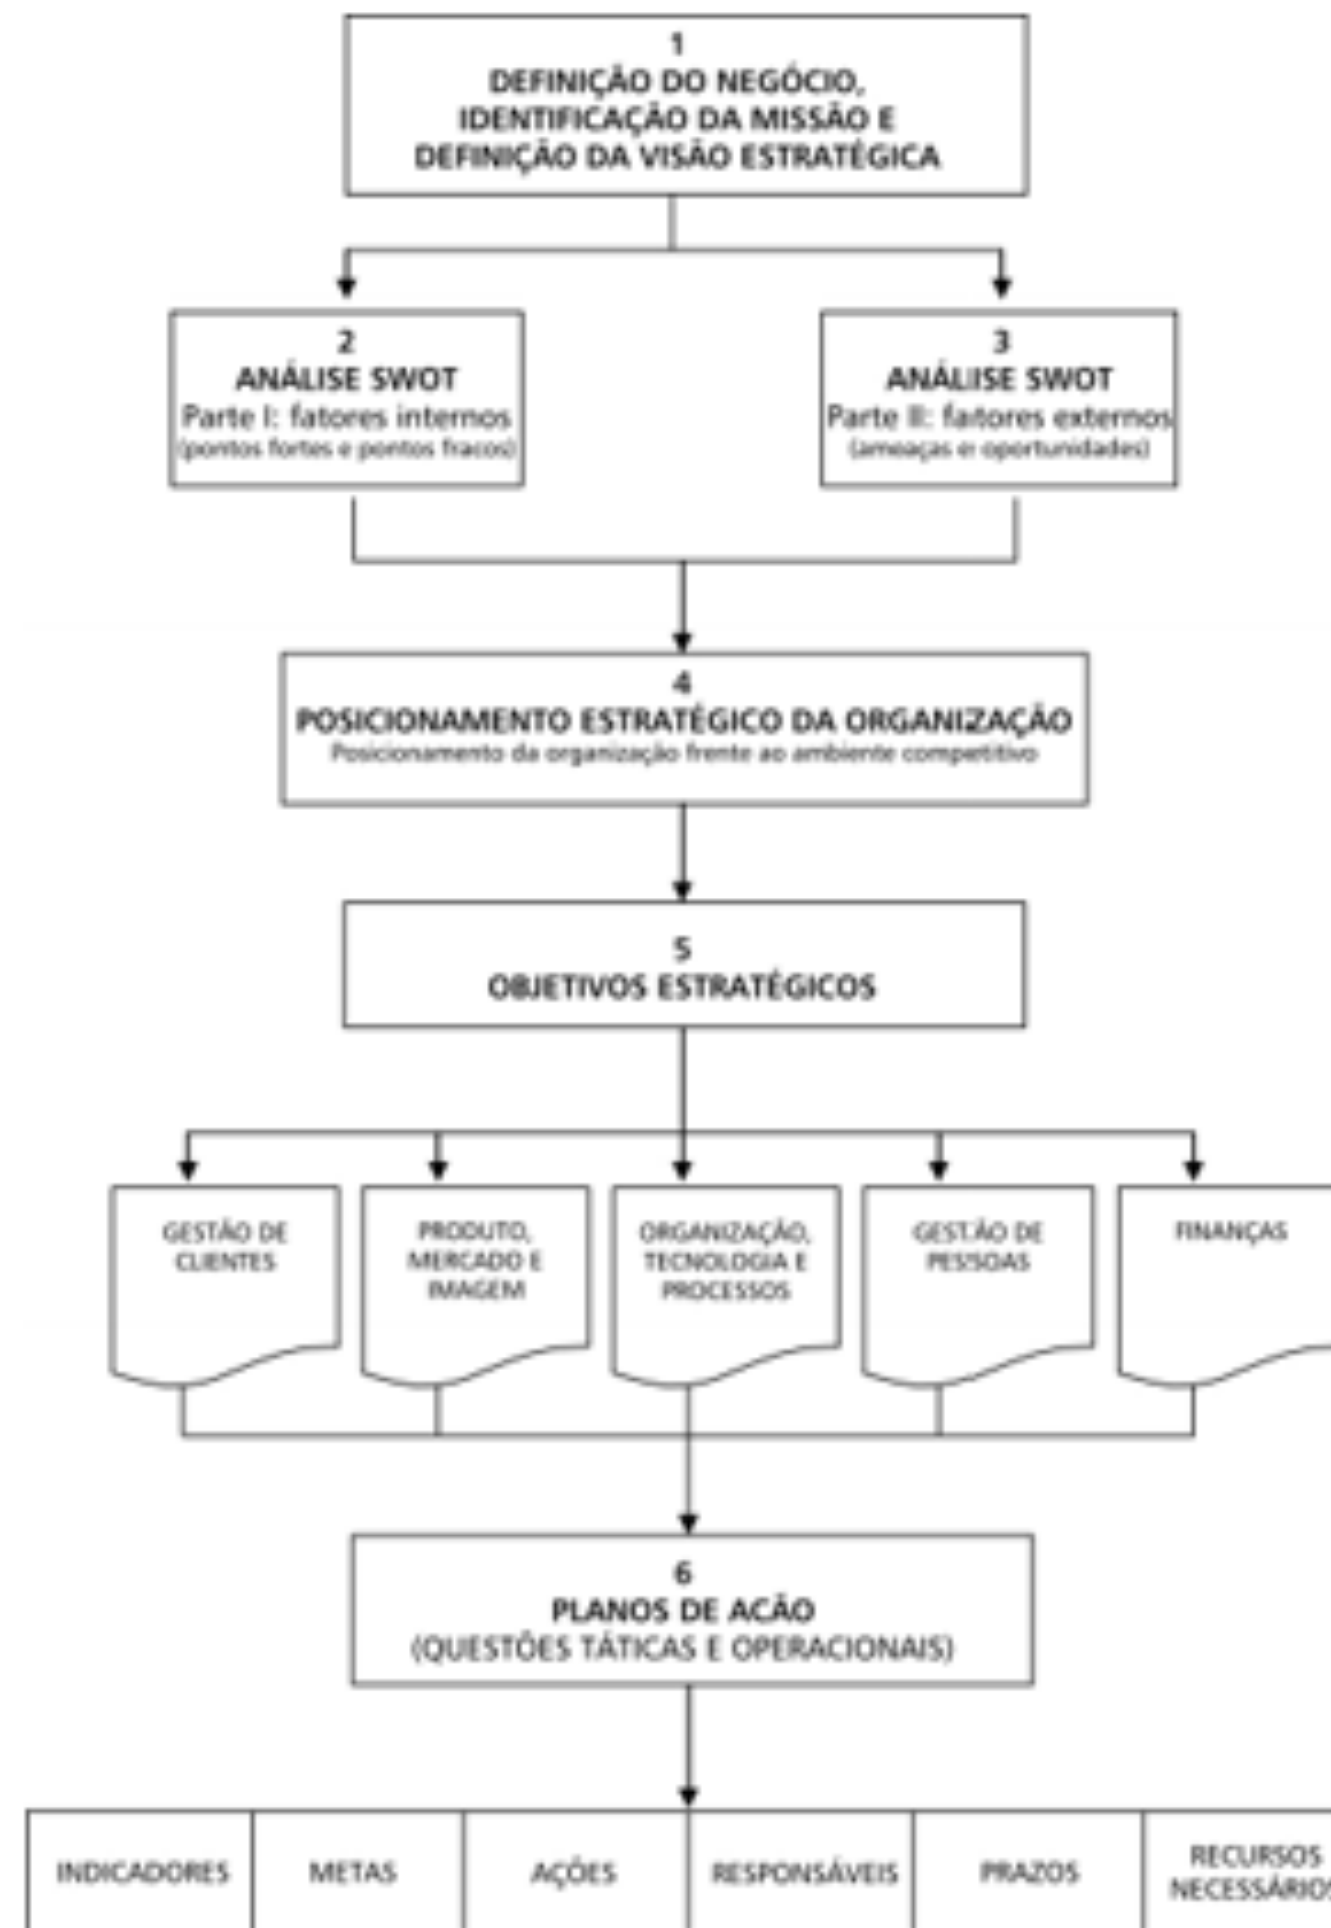 1
DEFINIÇÃO DO NEGÓCIO,
IDENTIFICAÇÃO DA MISSÃO E
DEFINIÇÃO DA VISÃO ESTRATÉGICA
2
ANÁLISE SWOT
Parte I: fatores internos
(pontos fortes e pontos fracos)
3
ANÁLISE SWOT
Parte II: fatores externos
(ameaças e oportunidades)
4
POSICIONAMENTO ESTRATÉGICO DA ORGANIZAÇÃO
Posicionamento da organização frente ao ambiente competitivo
5
OBJETIVOS ESTRATÉGICOS
GESTÃO DE
CLIENTES
PRODUTO,
MERCADO E
IMAGEM
ORGANIZAÇÃO,
TECNOLOGIA E
PROCESSOS
GESTÃO DE
PESSOAS
FINANÇAS
6
PLANOS DE ACÃO
(QUESTÕES TÁTICAS E OPERACIONAIS)
INDICADORES
METAS
AÇÕES
RESPONSÁVEIS
PRAZOS
RECURSOS
NECESSÁRIOS